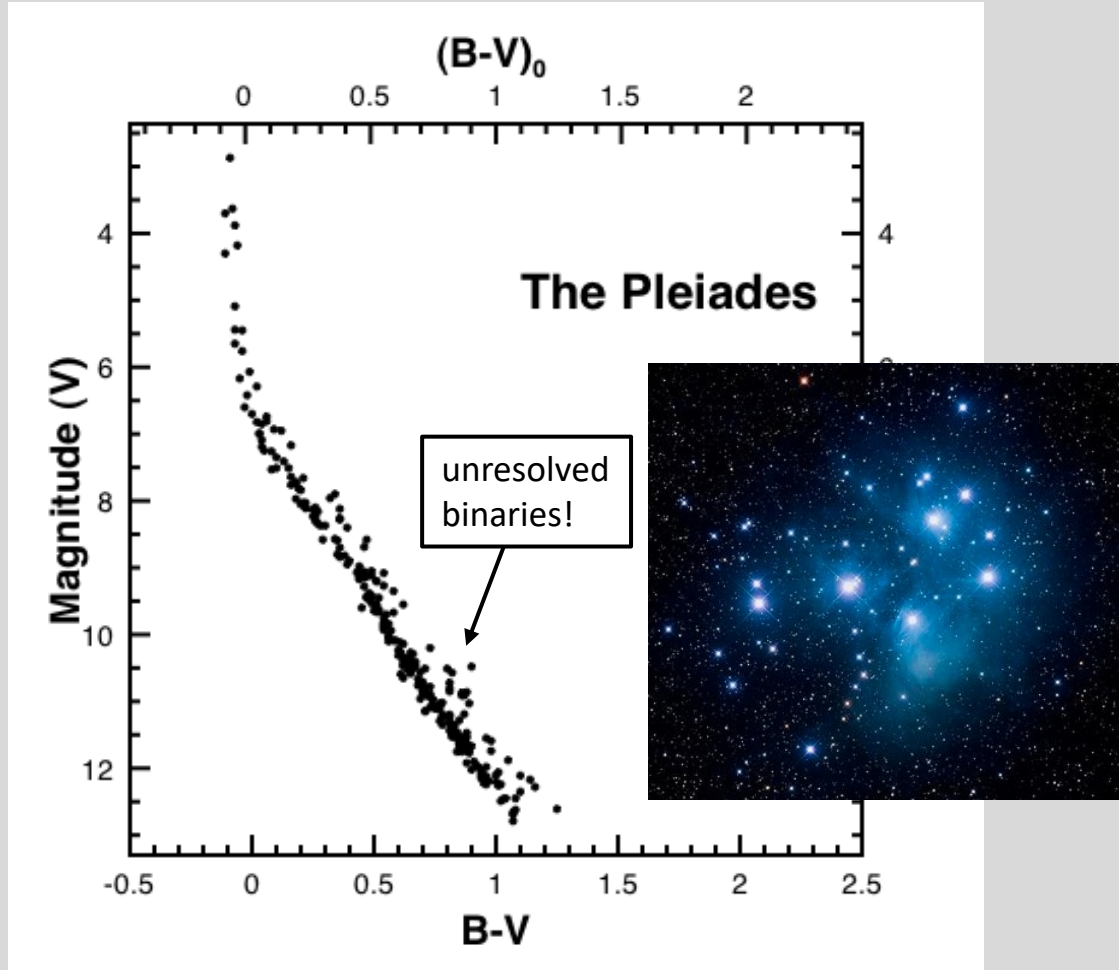 (B-V)₀
0 0.5 1 1.5 2
The Pleiades
Magnitude (V)
4
6
8
10
12
4
unresolved
binaries!
-0.5 0 0.5 1 1.5 2 2.5
B-V